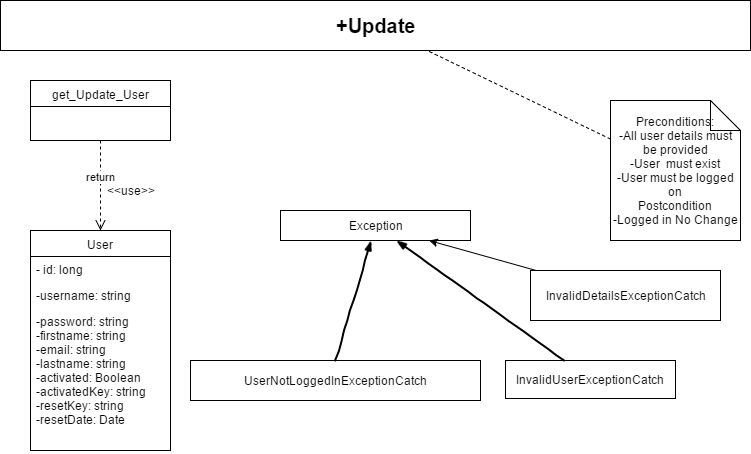 +Update
get_Update_User
return
<<use>>
User
- id: long
-username: string
-password: string
-firstname: string
-email: string
-lastname: string
-activated: Boolean
-activatedKey: string
-resetKey: string
-resetDate: Date
Preconditions:
-All user details must
be provided
-User  must exist
-User must be logged
on
Postcondition
-Logged in No Change
Exception
InvalidDetailsExceptionCatch
UserNotLoggedInExceptionCatch
InvalidUserExceptionCatch